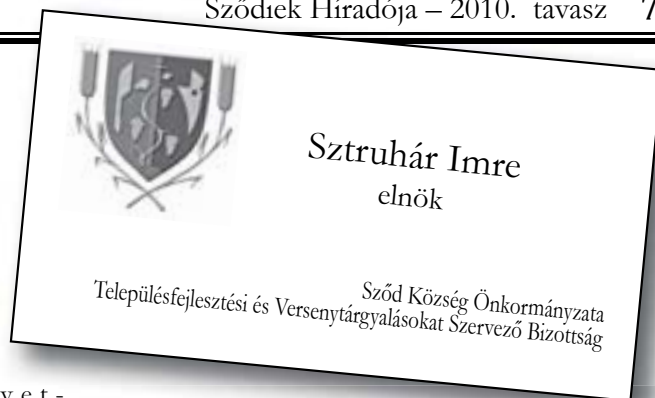 Sződiek Híradója – 2010. tavasz 7
Sztruhár Imre
elnök
Sződ Község Önkormányzata
Településfejlesztési és Versenytárgyalásokat Szervező Bizottság
v e t -